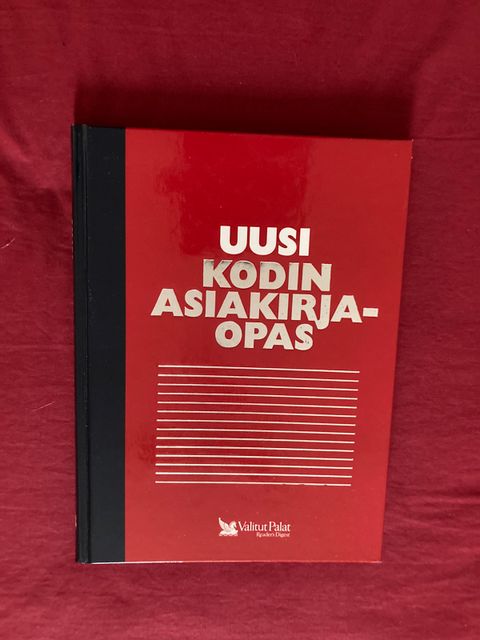 UUSI
KODIN
ASIAKIRJA-
OPAS
Valitut Palat
Reader's Digest